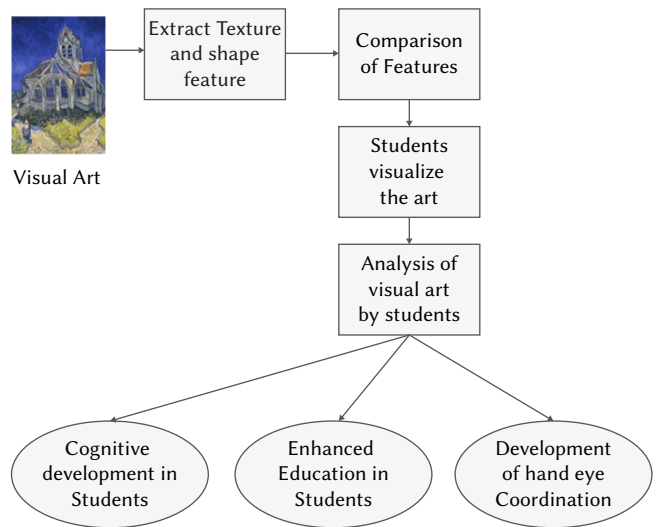 Extract Texture
and shape
feature
Comparison
of Features
Visual Art
Students
visualize
the art
Analysis of
visual art
by students
Cognitive
development in
Students
Enhanced
Education in
Students
Development
of hand eye
Coordination